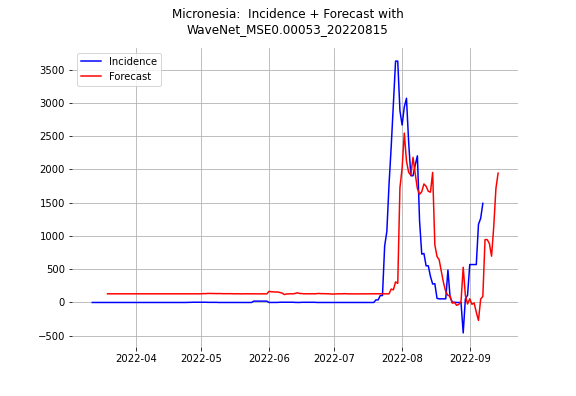 Micronesia:  Incidence + Forecast with
WaveNet_MSE0.00053_20220815
Incidence
Forecast
3500
3000
2500
2000
1500
1000
500
0
−500
2022-04 2022-05 2022-06 2022-07 2022-08 2022-09